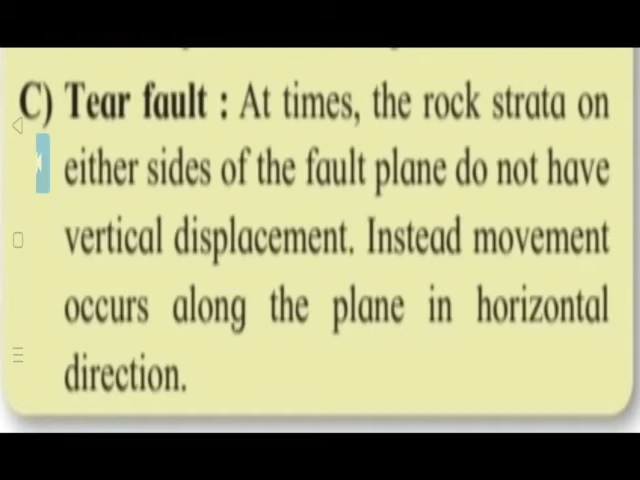 C) Tear fault : At times, the rock strata on
either sides of the fault plane do not have
vertical displacement. Instead movement
occurs along the plane in horizontal
direction.